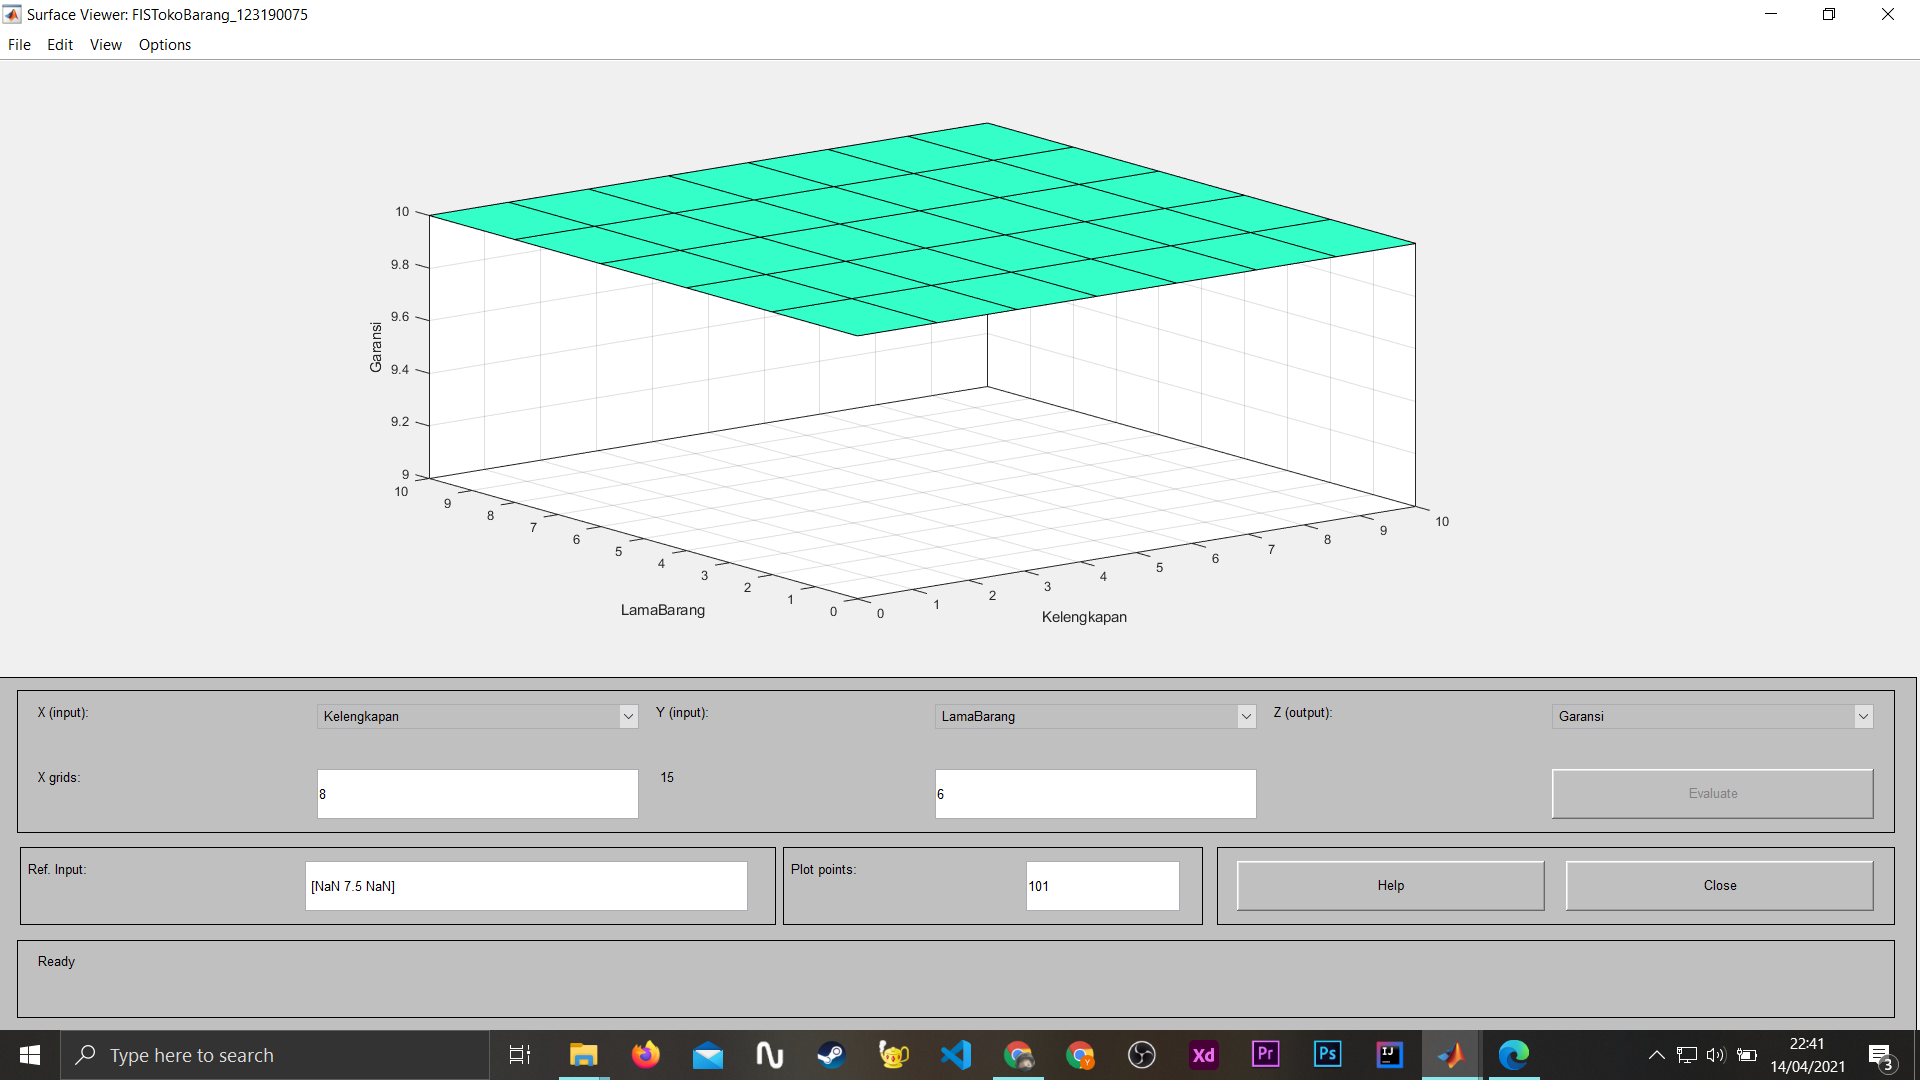 Surface Viewer: FISTokoBarang_123190075
File Edit View Options
10
9.8
9.6
9.4
9.2
9
Garansi
10
9
8
7
6
5
4
3
2
1
0
LamaBarang
0
1
2
3
4
5
6
7
8
9
10
Kelengkapan
X (input): Kelengkapan Y (input): LamaBarang Z (output): Garansi
X grids: 8 15 6 Evaluate
Ref. Input: [NaN 7.5 NaN] Plot points: 101 Help Close
Ready
Type here to search
Xd Pr Ps IJ
22:41
14/04/2021
3